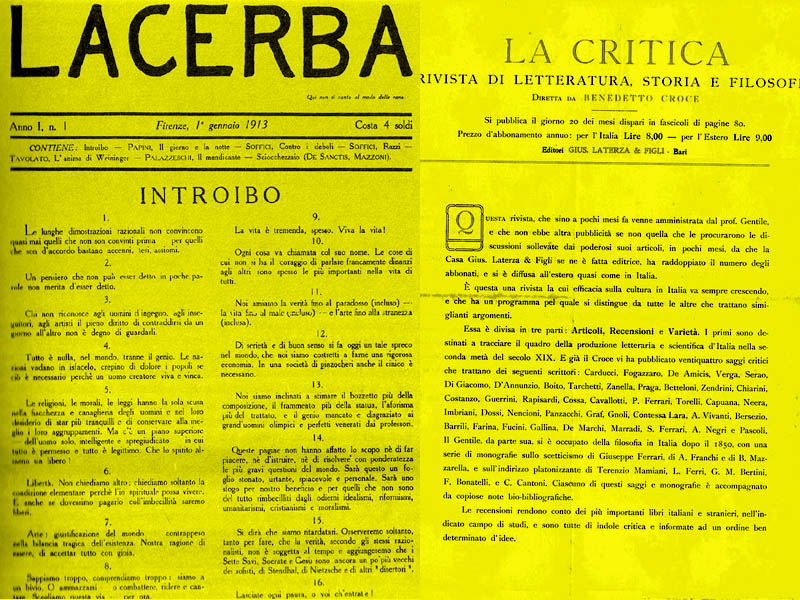 LACERBA
Qui non si canta al modo delle rane.
Anno I, n. 1 Firenze, 1º gennaio 1913 Costa 4 soldi
CONTIENE: Introibo — PAPINI, Il giorno e la notte — SOFFICI, Contro i deboli — SOFFICI, Razzi —
TAVOLATO, L'anima di Weininger — PALAZZESCHI, Il mendicante — Sciocchezzaio (DE SANCTIS, MAZZONI).
INTROIBO
1.
Le lunghe dimostrazioni razionali non convincono
quasi mai quelli che non son convinti prima per quelli
che son d'accordo bastano accenni, tesi, assiomi.
2.
Un pensiero che non può esser detto in poche pa-
role non merita d'esser detto.
3.
Chi non riconosce agli uomini d'ingegno, agli inse-
guitori, agli artisti il pieno diritto di contraddirsi da un
giorno all'altro non è degno di guardarli.
4.
Tutto è nulla, nel mondo, tranne il genio. Le na-
zioni vadano in isfacelo, crepino di dolore i popoli se
ciò è necessario perchè un uomo creatore viva e vinca.
5.
Le religioni, le morali, le leggi hanno la sola scusa
nella fiacchezza e canaglieria degli uomini e nel loro
desiderio di star più tranquilli e di conservare alla me-
glio i loro aggruppamenti. Ma c'è un piano superiore
— dell'uomo solo, intelligente e spregiudicato — in cui
tutto è permesso e tutto è legittimo. Che lo spirito al-
meno sia libero!
6.
Libertà. Non chiediamo altro; chiediamo soltanto la
condizione elementare perchè l'io spirituale possa vivere.
E anche se dovessimo pagarlo coll'imbecillità saremo
liberi.
7.
Arte: giustificazione del mondo contrappeso
nella bilancia tragica dell'esistenza. Nostra ragione di
essere, di accettar tutto con gioia.
8.
Sappiamo troppo, comprendiamo troppo: siamo a
un bivio. O ammazzarsi o combattere, ridere e can-
tare. Scegliamo questa via per ora.
9.
La vita è tremenda, spesso. Viva la vita!
10.
Ogni cosa va chiamata col suo nome. Le cose di
cui non si ha il coraggio di parlare francamente dinanzi
agli altri sono spesso le più importanti nella vita di
tutti.
11.
Noi amiamo la verità fino al paradosso (incluso) —
la vita fino al male (incluso) — e l'arte fino alla stranezza
(inclusa).
12.
Di serietà e di buon senso si fa oggi un tale spreco
nel mondo, che noi siamo costretti a farne una rigorosa
economia. In una società di pinzocheri anche il cinico è
necessario.
13.
Noi siamo inclinati a stimare il bozzetto più della
composizione, il frammento più della statua, l'aforisma
più del trattato, e il genio mancato e disgraziato ai
grand'uomini olimpici e perfetti venerati dai professori.
14.
Queste pagine non hanno affatto lo scopo nè di far
piacere, nè d'istruire, nè di risolvere con ponderatezza
le più gravi questioni del mondo. Sarà questo un fo-
glio stonato, urtante, spiacevole e personale. Sarà uno
sfogo per nostro beneficio e per quelli che non sono
del tutto rimbecilliti dagli odierni idealismi, riformismi,
umanitarismi, cristianismi e moralismi.
15.
Si dirà che siamo ritardatari. Osserveremo soltanto,
tanto per fare, che la verità, secondo gli stessi razio-
nalisti, non è soggetta al tempo e aggiungeremo che i
Sette Savi, Socrate e Gesù sono ancora un po' più vecchi
dei sofisti, di Stendhal, di Nietzsche e di altri "disertori".
16.
Lasciate ogni paura, o voi ch'entrate!
LA CRITICA
RIVISTA DI LETTERATURA, STORIA E FILOSOFI
DIRETTA DA BENEDETTO CROCE
Si pubblica il giorno 20 dei mesi dispari in fascicoli di pagine 80.
Prezzo d'abbonamento annuo: per l'Italia Lire 8,00 — per l'Estero Lire 9,00
Editori GIUS. LATERZA & FIGLI - Bari
QUESTA rivista, che sino a pochi mesi fa venne amministrata dal prof. Gentile,
e che non ebbe altra pubblicità se non quella che le procurarono le di-
scussioni sollevate dai poderosi suoi articoli, in pochi mesi, da che la
Casa Gius. Laterza & Figli se ne è fatta editrice, ha raddoppiato il numero degli
abbonati, e si è diffusa all'estero quasi come in Italia.
È questa una rivista la cui efficacia sulla cultura in Italia va sempre crescendo,
e che ha un programma pel quale si distingue da tutte le altre che trattano simi-
glianti argomenti.
Essa è divisa in tre parti: Articoli, Recensioni e Varietà. I primi sono de-
stinati a tracciare il quadro della produzione letteraria e scientifica d'Italia nella se-
conda metà del secolo XIX. E già il Croce vi ha pubblicato ventiquattro saggi critici
che trattano dei seguenti scrittori: Carducci, Fogazzaro, De Amicis, Verga, Serao,
Di Giacomo, D'Annunzio, Boito, Tarchetti, Zanella, Praga, Betteloni, Zendrini, Chiarini,
Costanzo, Guerrini, Rapisardi, Cossa, Cavallotti, P. Ferrari, Torelli, Capuana, Neera,
Imbriani, Dossi, Nencioni, Panzacchi, Graf, Gnoli, Contessa Lara, A. Vivanti, Bersezio,
Barrili, Farina, Fucini, Gallina, De Marchi, Marradi, S. Ferrari, A. Negri e Pascoli.
Il Gentile, da parte sua, si è occupato della filosofia in Italia dopo il 1850, con una
serie di monografie sullo scetticismo di Giuseppe Ferrari, di A. Franchi e di B. Maz-
zarella, e sull'indirizzo platonizzante di Terenzio Mamiani, L. Ferri, G. M. Bertini,
F. Bonatelli, e C. Cantoni. Ciascuno di questi saggi e monografie è accompagnato
da copiose note bio-bibliografiche.
Le recensioni rendono conto dei più importanti libri italiani e stranieri, nell'in-
dicato campo di studi, e sono tutte di indole critica e informate ad un ordine ben
determinato d'idee.